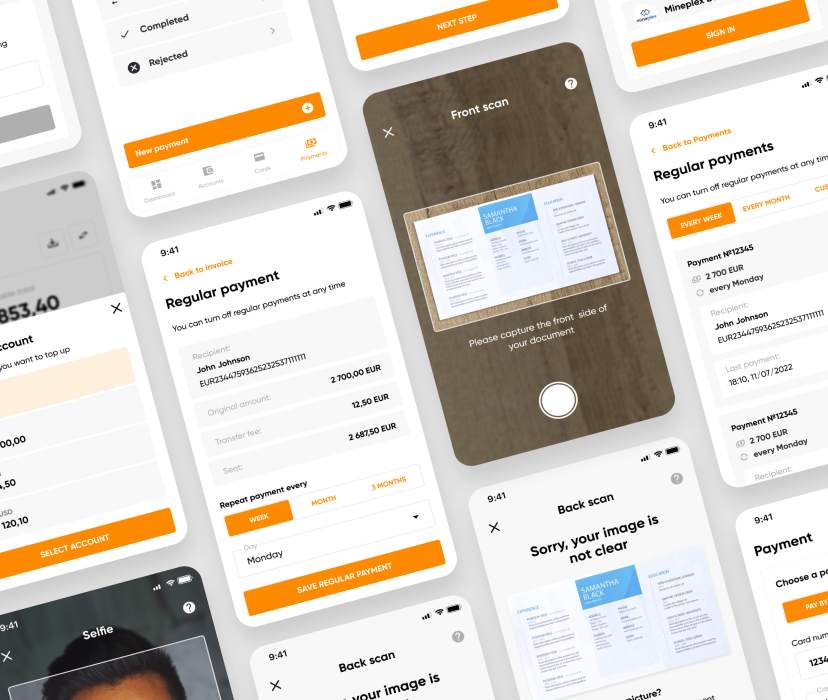 Completed
Rejected
New payment
Dashboard
Accounts
Cards
Payments
NEXT STEP
Mineplex
mineplex
SIGN IN
853.40
you want to top up
00,00
USD
120,10
SELECT ACCOUNT
9:41
Back to invoice
Regular payment
You can turn off regular payments at any time
Recipient:
John Johnson
EUR2344759362523253711111
Original amount:
2 700,00 EUR
Transfer fee:
12,50 EUR
Sent:
2 687,50 EUR
Repeat payment every
WEEK
MONTH
3 MONTHS
Day
Monday
SAVE REGULAR PAYMENT
Front scan
EXPERIENCE
SAMANTHA
BLACK
EDUCATION
Please capture the front side of
your document
9:41
Back to Payments
Regular payments
You can turn off regular payments at any time
EVERY WEEK
EVERY MONTH
Payment №12345
2 700 EUR
every Monday
Recipient:
John Johnson
Last payment:
18:10, 11/07/2022
Payment №12345
2 700 EUR
every Monday
Recipient:
9:41
Selfie
9:41
Back scan
your image is
9:41
Back scan
Sorry, your image is
not clear
EXPERIENCE
SAMANTHA
BLACK
EDUCATION
picture?
9:41
Payment
Choose a
PAY BY
Card num
1234